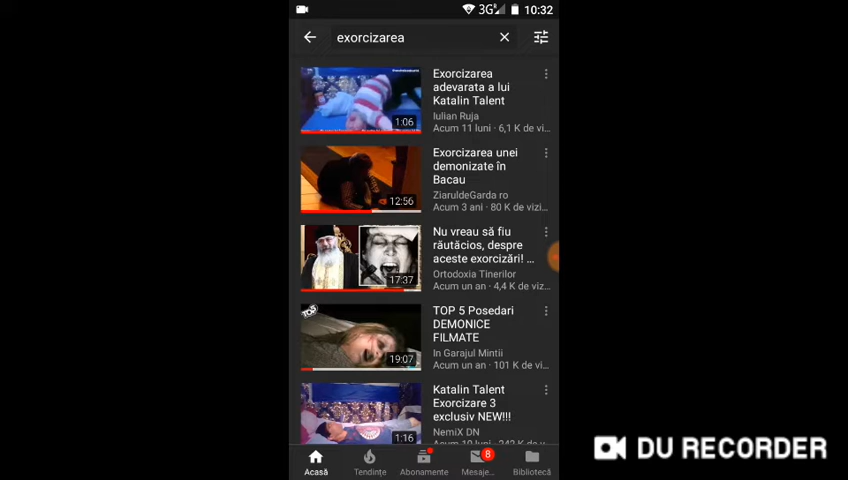 3G 10:32
exorcizarea
Exorcizarea
adevarata a lui
Katalin Talent
Iulian Ruja
Acum 11 luni · 6,1 K de vi...
1:06
Exorcizarea unei
demonizate în
Bacau
ZiaruldeGarda ro
Acum 3 ani · 80 K de vizi...
12:56
Nu vreau să fiu
răutăcios, despre
aceste exorcizări! ...
Ortodoxia Tinerilor
Acum un an · 4,4 K de viz...
17:37
TOP 5 Posedari
DEMONICE
FILMATE
In Garajul Mintii
Acum un an · 101 K de vi...
TOP5
19:07
Katalin Talent
Exorcizare 3
exclusiv NEW!!!
NemiX DN
1:16
Acasă Tendințe Abonamente Mesaje... Bibliotecă
8
DU RECORDER